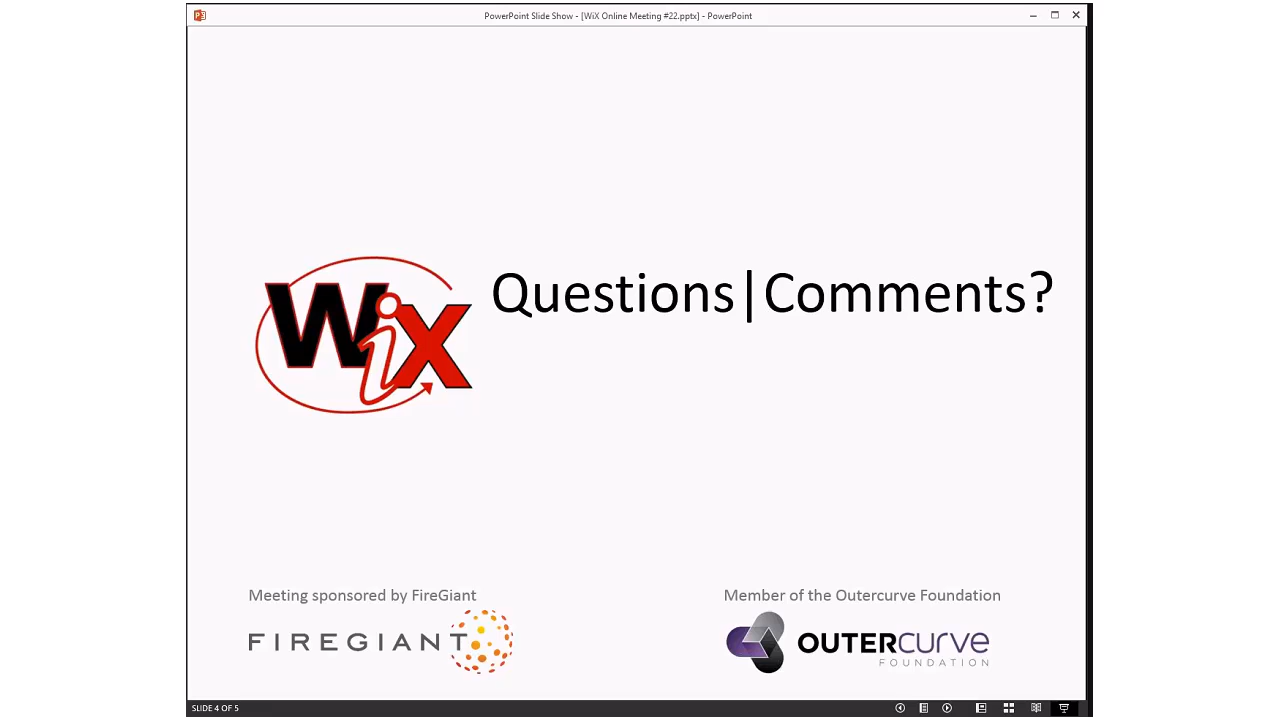 PowerPoint Slide Show - [WiX Online Meeting #22.pptx] - PowerPoint
WiX
Questions|Comments?
Meeting sponsored by FireGiant
FIREGIANT
Member of the Outercurve Foundation
OUTERCURVE
FOUNDATION
SLIDE 4 OF 5